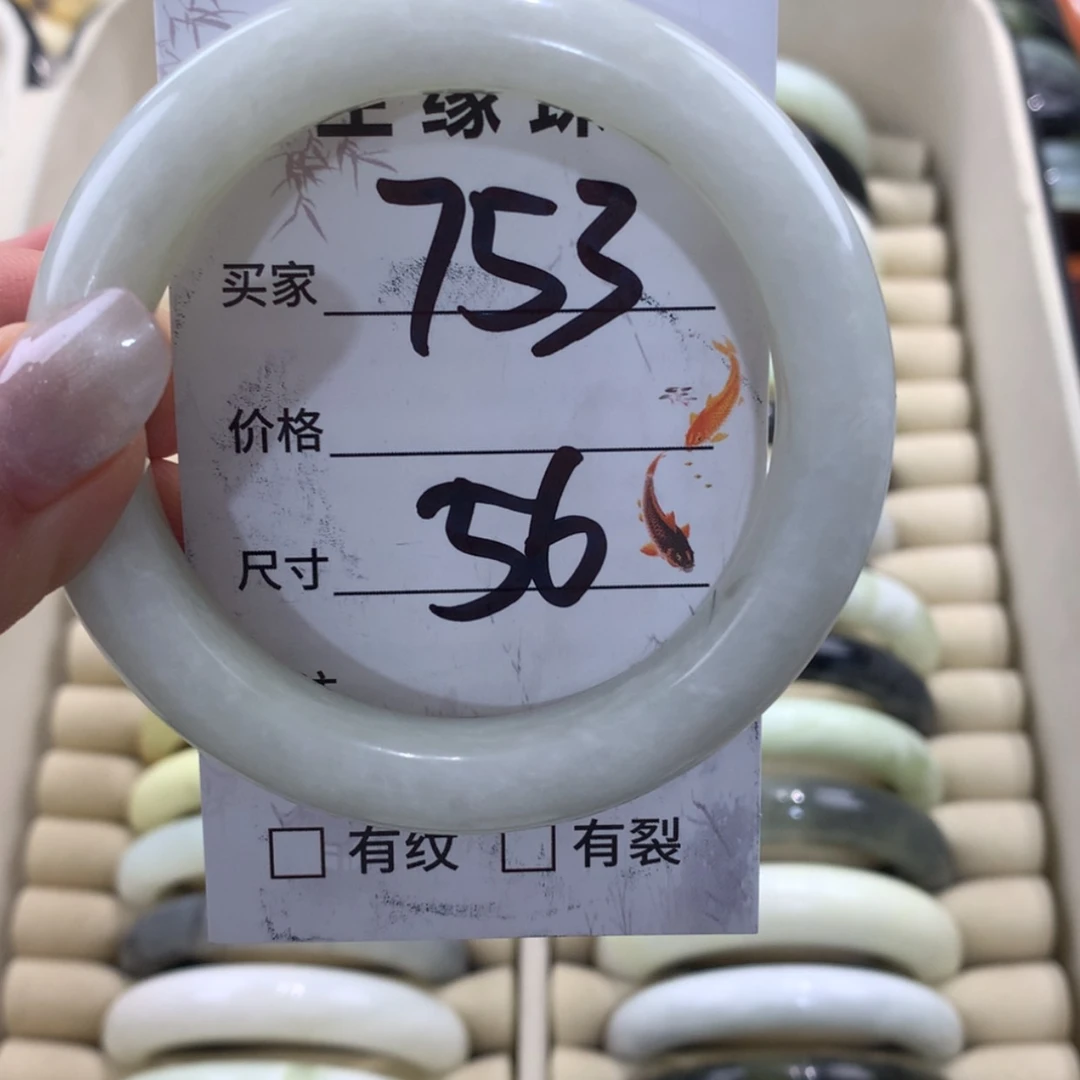 缘
买家 753
价格
尺寸 56
□ 有纹 □ 有裂